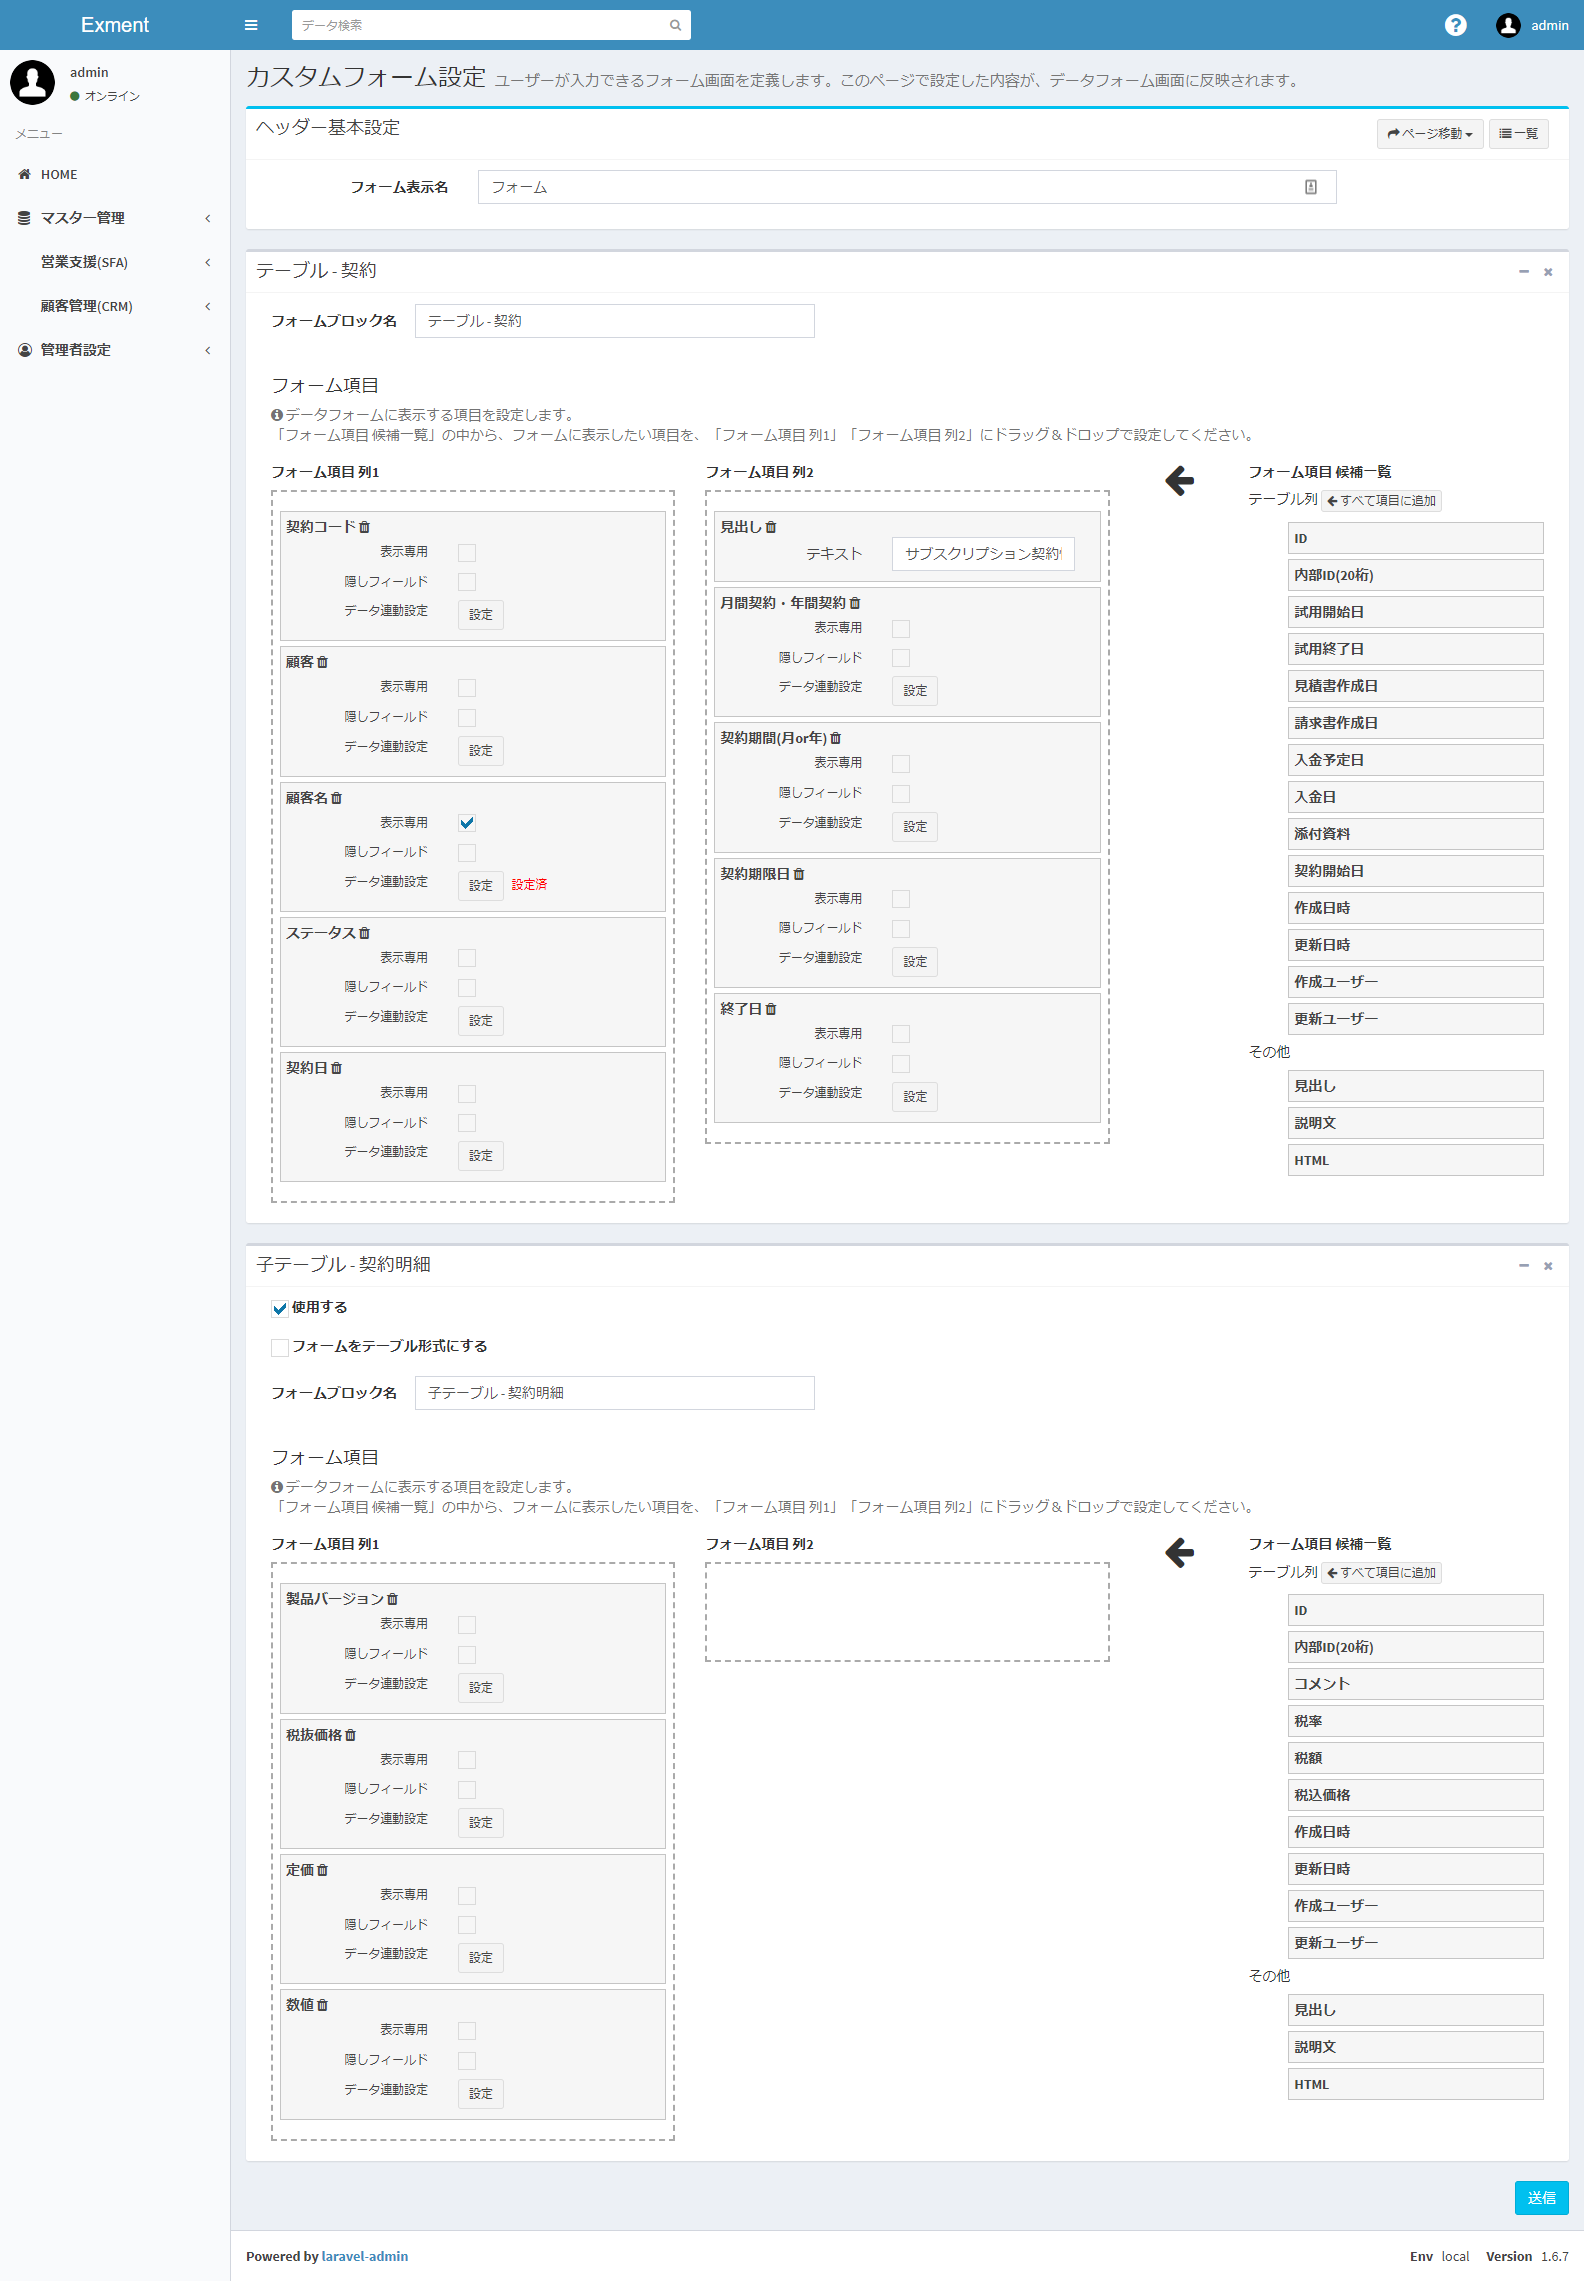 Exment
データ検索
admin
admin
オンライン
メニュー
HOME
マスター管理
営業支援(SFA)
顧客管理(CRM)
管理者設定
カスタムフォーム設定 ユーザーが入力できるフォーム画面を定義します。このページで設定した内容が、データフォーム画面に反映されます。
ヘッダー基本設定
ページ移動
一覧
フォーム表示名 フォーム
テーブル - 契約
フォームブロック名 テーブル - 契約
フォーム項目
データフォームに表示する項目を設定します。
「フォーム項目 候補一覧」の中から、フォームに表示したい項目を、「フォーム項目 列1」「フォーム項目 列2」にドラッグ＆ドロップで設定してください。
フォーム項目 列1
契約コード
表示専用
隠しフィールド
データ連動設定 設定
顧客
表示専用
隠しフィールド
データ連動設定 設定
顧客名
表示専用
隠しフィールド
データ連動設定 設定 設定済
ステータス
表示専用
隠しフィールド
データ連動設定 設定
契約日
表示専用
隠しフィールド
データ連動設定 設定
フォーム項目 列2
見出し
テキスト サブスクリプション契約
月間契約・年間契約
表示専用
隠しフィールド
データ連動設定 設定
契約期間(月or年)
表示専用
隠しフィールド
データ連動設定 設定
契約期限日
表示専用
隠しフィールド
データ連動設定 設定
終了日
表示専用
隠しフィールド
データ連動設定 設定
フォーム項目 候補一覧
テーブル列 すべて項目に追加
ID
内部ID(20桁)
試用開始日
試用終了日
見積書作成日
請求書作成日
入金予定日
入金日
添付資料
契約開始日
作成日時
更新日時
作成ユーザー
更新ユーザー
その他
見出し
説明文
HTML
子テーブル - 契約明細
使用する
フォームをテーブル形式にする
フォームブロック名 子テーブル - 契約明細
フォーム項目
データフォームに表示する項目を設定します。
「フォーム項目 候補一覧」の中から、フォームに表示したい項目を、「フォーム項目 列1」「フォーム項目 列2」にドラッグ＆ドロップで設定してください。
フォーム項目 列1
製品バージョン
表示専用
隠しフィールド
データ連動設定 設定
税抜価格
表示専用
隠しフィールド
データ連動設定 設定
定価
表示専用
隠しフィールド
データ連動設定 設定
数値
表示専用
隠しフィールド
データ連動設定 設定
フォーム項目 列2
フォーム項目 候補一覧
テーブル列 すべて項目に追加
ID
内部ID(20桁)
コメント
税率
税額
税込価格
作成日時
更新日時
作成ユーザー
更新ユーザー
その他
見出し
説明文
HTML
送信
Powered by laravel-admin
Env local Version 1.6.7